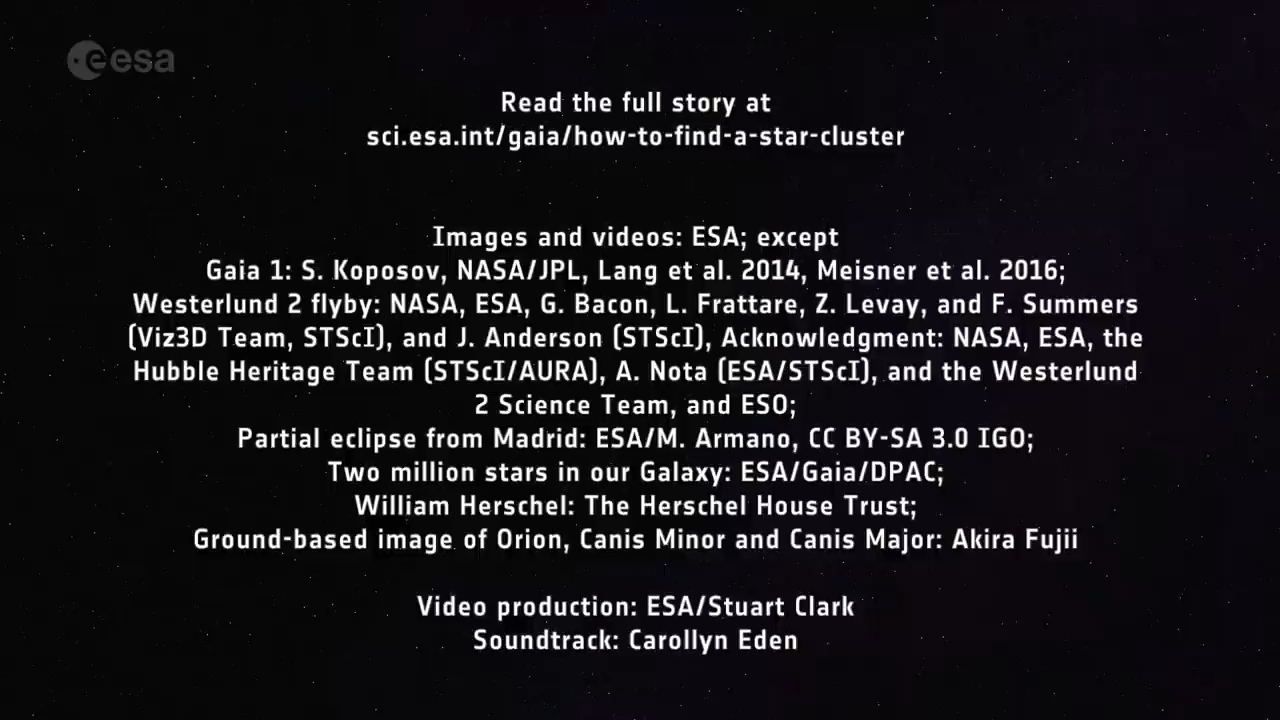 esa
Read the full story at
sci.esa.int/gaia/how-to-find-a-star-cluster
Images and videos: ESA; except
Gaia 1: S. Koposov, NASA/JPL, Lang et al. 2014, Meisner et al. 2016;
Westerlund 2 flyby: NASA, ESA, G. Bacon, L. Frattare, Z. Levay, and F. Summers
(Viz3D Team, STScI), and J. Anderson (STScI), Acknowledgment: NASA, ESA, the
Hubble Heritage Team (STScI/AURA), A. Nota (ESA/STScI), and the Westerlund
2 Science Team, and ESO;
Partial eclipse from Madrid: ESA/M. Armano, CC BY-SA 3.0 IGO;
Two million stars in our Galaxy: ESA/Gaia/DPAC;
William Herschel: The Herschel House Trust;
Ground-based image of Orion, Canis Minor and Canis Major: Akira Fujii
Video production: ESA/Stuart Clark
Soundtrack: Carollyn Eden